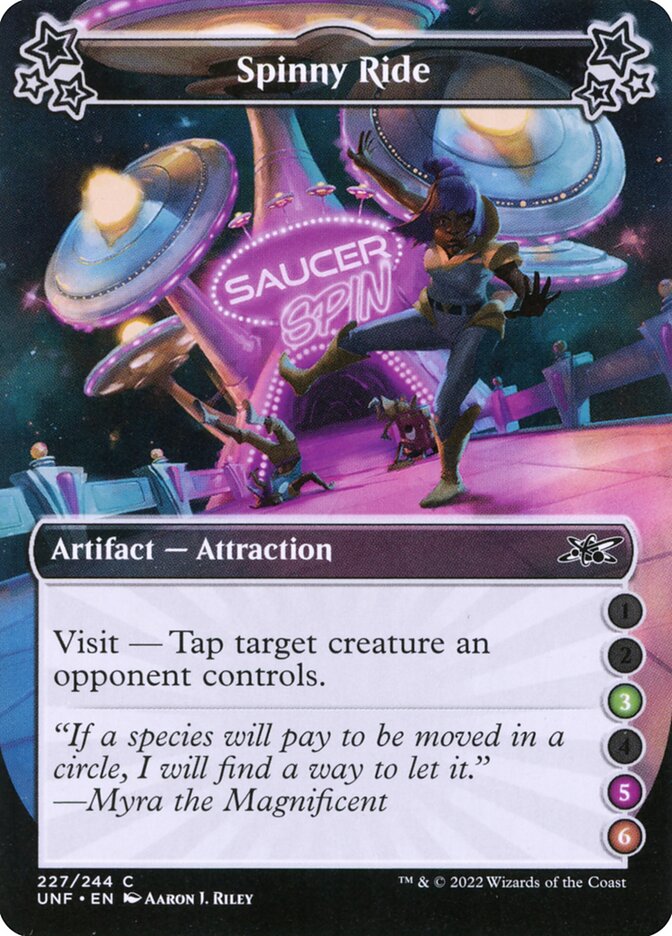 Spinny Ride
SAUCER
SPIN
Artifact — Attraction
1
2
Visit — Tap target creature an
opponent controls.
3
4
"If a species will pay to be moved in a
circle, I will find a way to let it."
—Myra the Magnificent
5
6
227/244 C
UNF • EN Aaron J. Riley
™ & © 2022 Wizards of the Coast